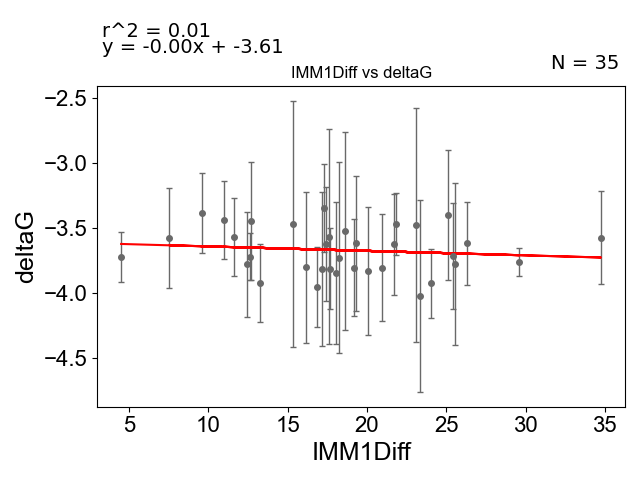 r^2 = 0.01
y = -0.00x + -3.61
N = 35
IMM1Diff vs deltaG
−2.5
−3.0
−3.5
−4.0
−4.5
deltaG
5 10 15 20 25 30 35
IMM1Diff